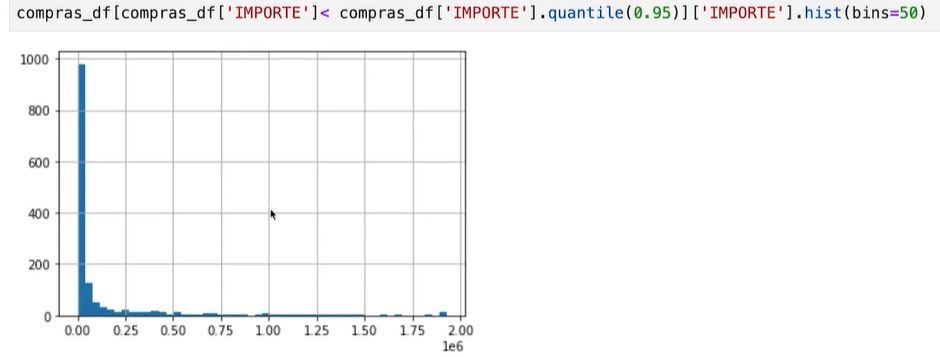 compras_df[compras_df['IMPORTE']< compras_df['IMPORTE'].quantile(0.95)]['IMPORTE'].hist(bins=50)
1000
800
600
400
200
0
0.00 0.25 0.50 0.75 1.00 1.25 1.50 1.75 2.00
1e6